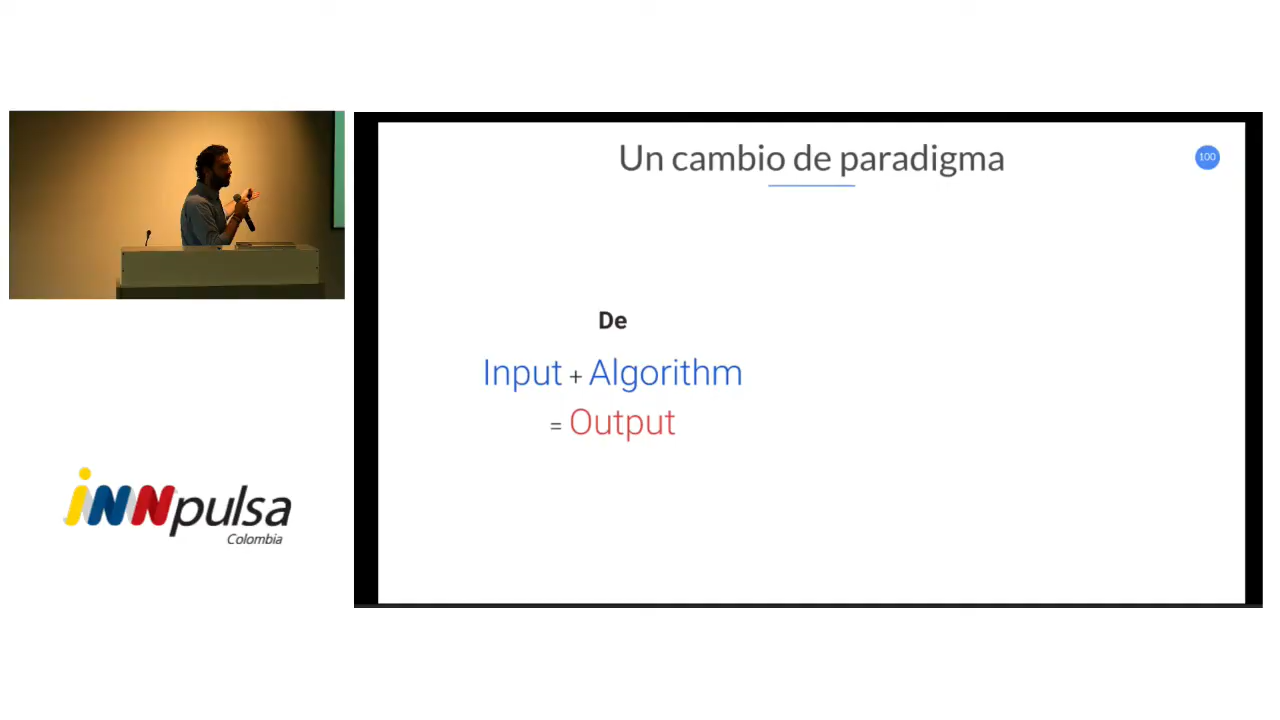 Un cambio de paradigma
100
De
Input + Algorithm
= Output
iNNpulsa
Colombia